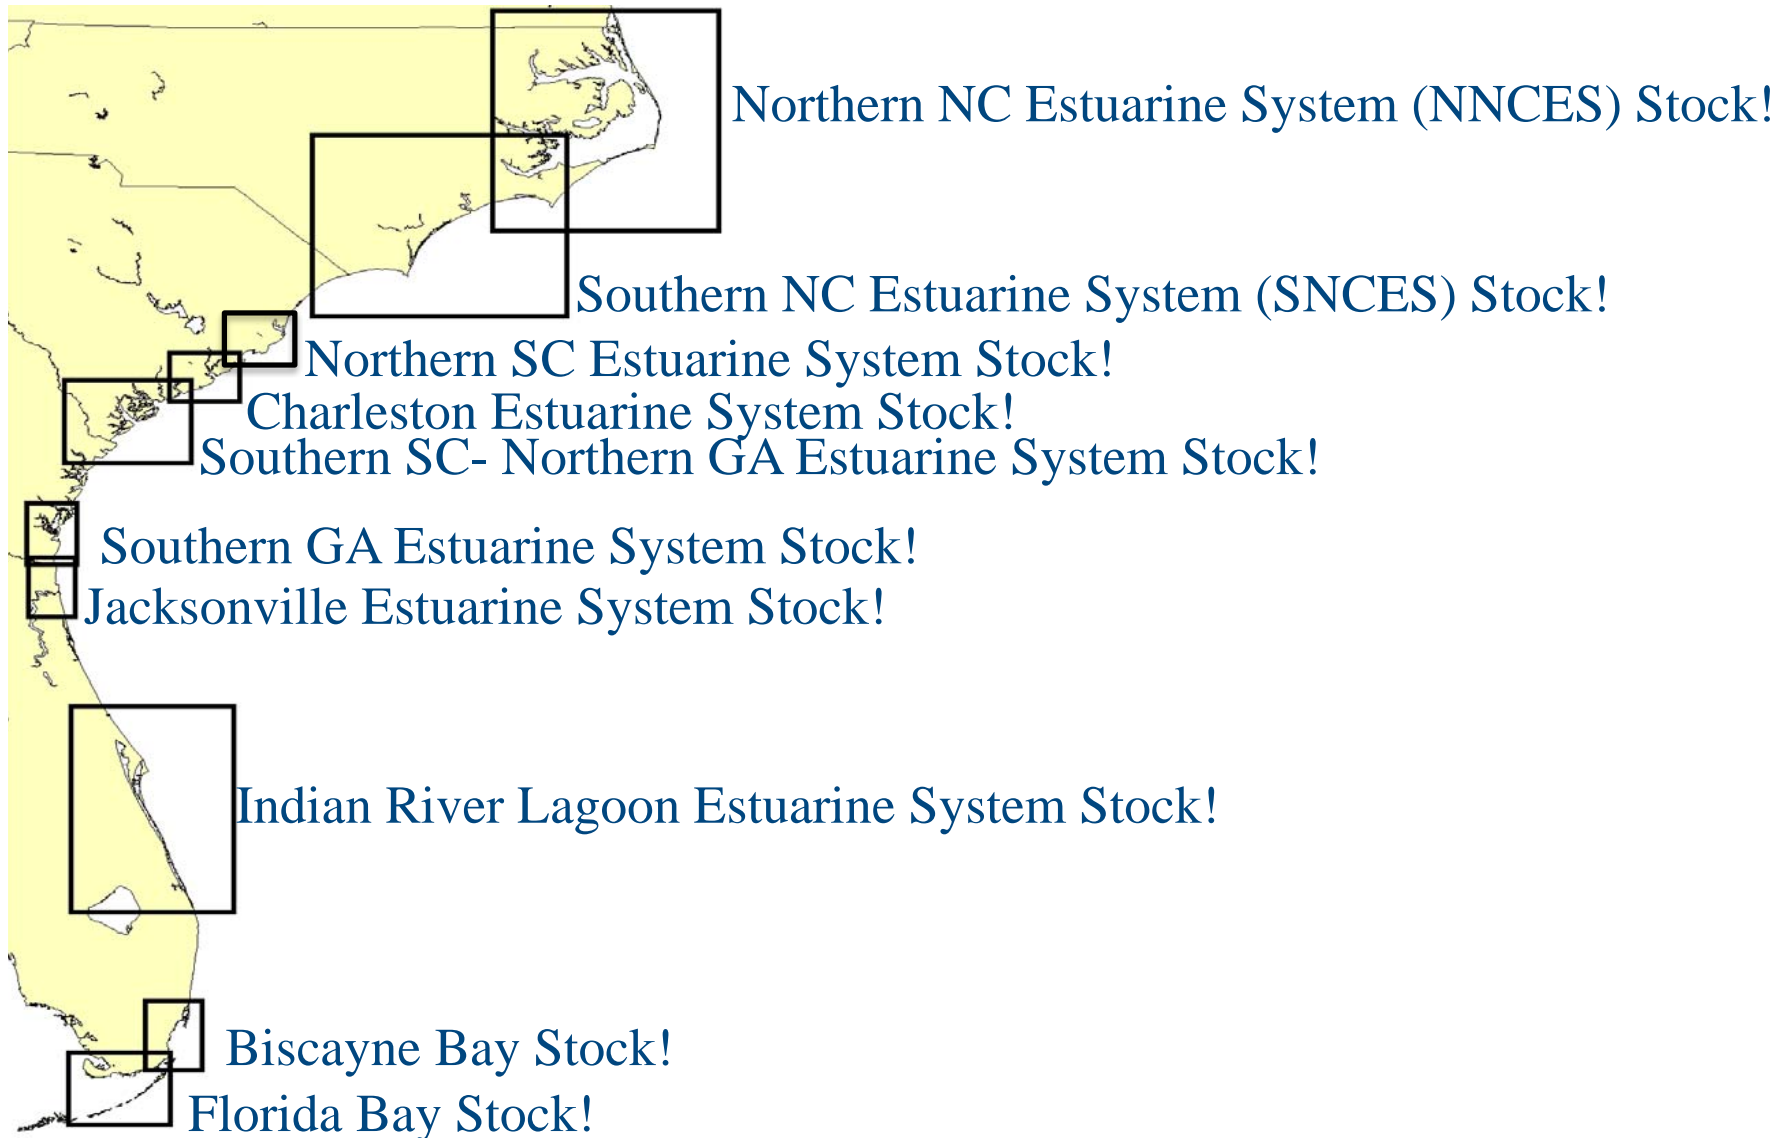 Northern NC Estuarine System (NNCES) Stock!
Southern NC Estuarine System (SNCES) Stock!
Northern SC Estuarine System Stock!
Charleston Estuarine System Stock!
Southern SC- Northern GA Estuarine System Stock!
Southern GA Estuarine System Stock!
Jacksonville Estuarine System Stock!
Indian River Lagoon Estuarine System Stock!
Biscayne Bay Stock!
Florida Bay Stock!